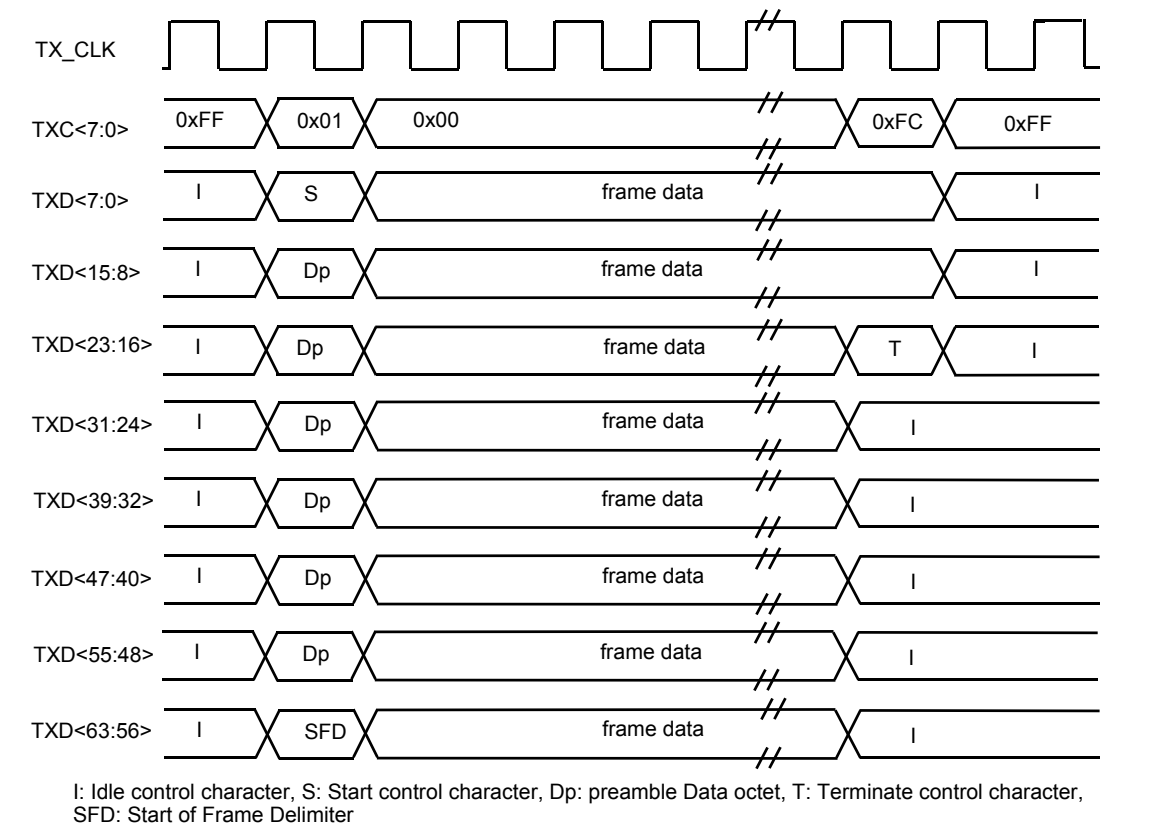 TX_CLK
TXC<7:0> 0xFF 0x01 0x00 0xFC 0xFF
TXD<7:0> I S frame data I
TXD<15:8> I Dp frame data I
TXD<23:16> I Dp frame data T I
TXD<31:24> I Dp frame data I
TXD<39:32> I Dp frame data I
TXD<47:40> I Dp frame data I
TXD<55:48> I Dp frame data I
TXD<63:56> I SFD frame data I
I: Idle control character, S: Start control character, Dp: preamble Data octet, T: Terminate control character,
SFD: Start of Frame Delimiter